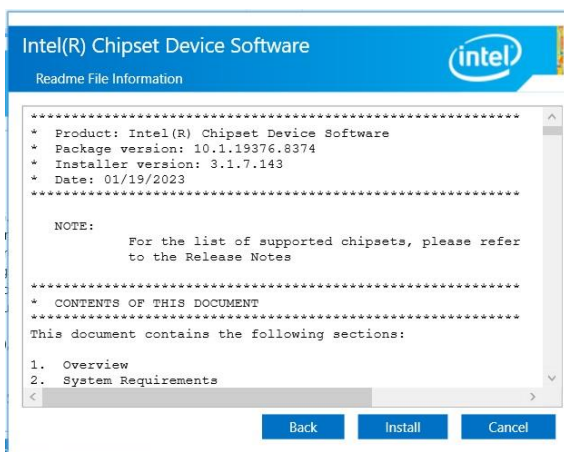 Intel(R) Chipset Device Software
intel
Readme File Information
************************************************************
*  Product: Intel(R) Chipset Device Software
*  Package version: 10.1.19376.8374
*  Installer version: 3.1.7.143
*  Date: 01/19/2023
************************************************************
NOTE:
For the list of supported chipsets, please refer
to the Release Notes
************************************************************
*  CONTENTS OF THIS DOCUMENT
************************************************************
This document contains the following sections:
1.  Overview
2.  System Requirements
Back
Install
Cancel